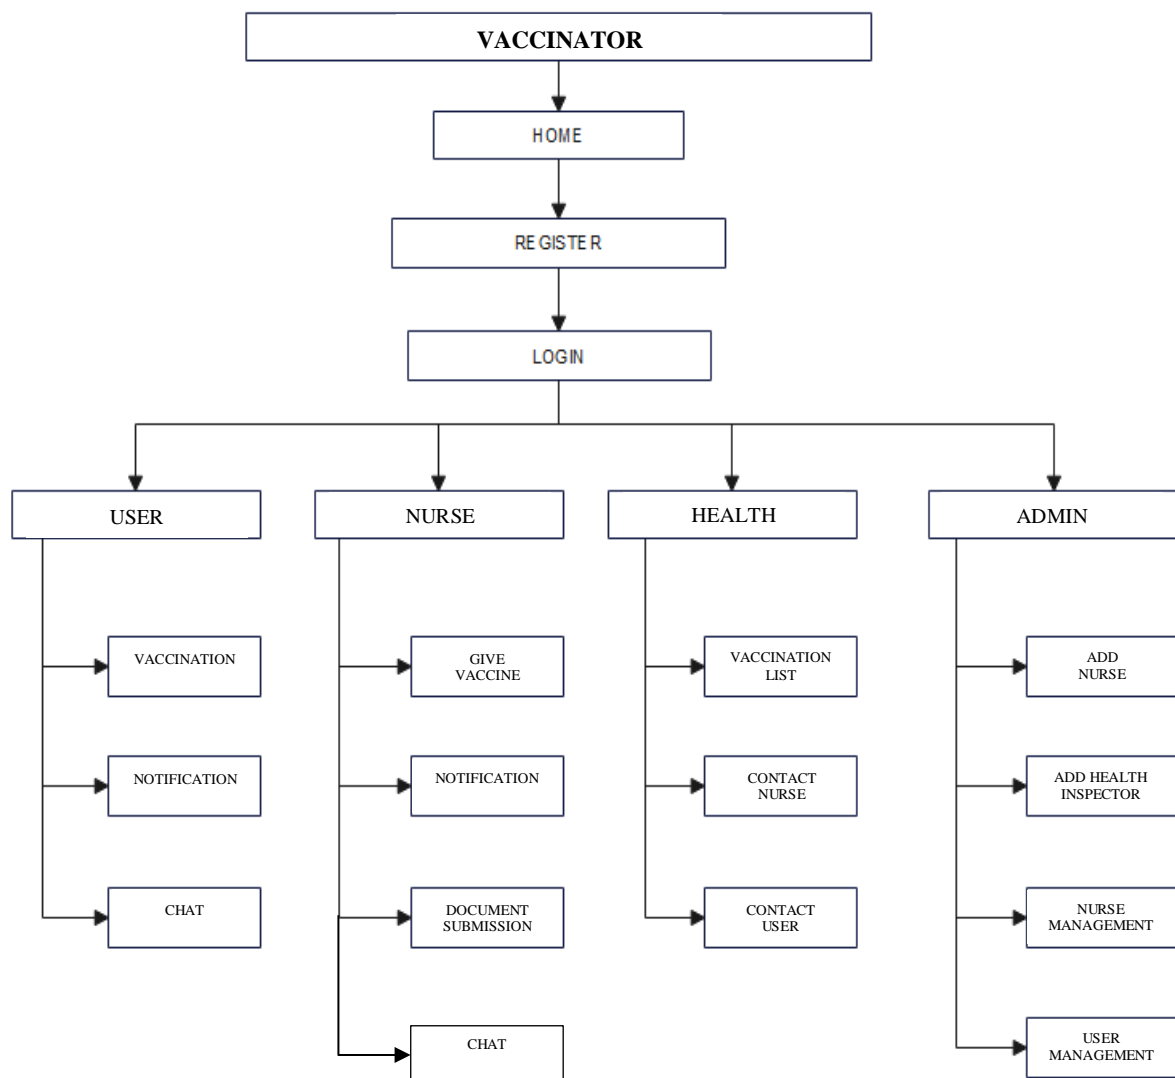 VACCINATOR
HOME
REGISTER
LOGIN
USER
NURSE
HEALTH
ADMIN
VACCINATION
GIVE
VACCINE
VACCINATION
LIST
ADD
NURSE
NOTIFICATION
NOTIFICATION
CONTACT
NURSE
ADD HEALTH
INSPECTOR
CHAT
DOCUMENT
SUBMISSION
CONTACT
USER
NURSE
MANAGEMENT
CHAT
USER
MANAGEMENT